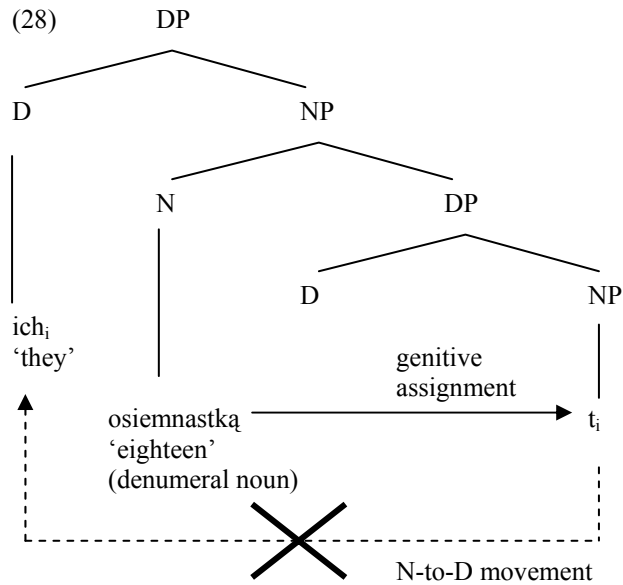 (28) DP
D NP
N DP
D NP
ichᵢ
‘they’
genitive
assignment
osiemnastką
‘eighteen’
(denumeral noun)
tᵢ
N-to-D movement